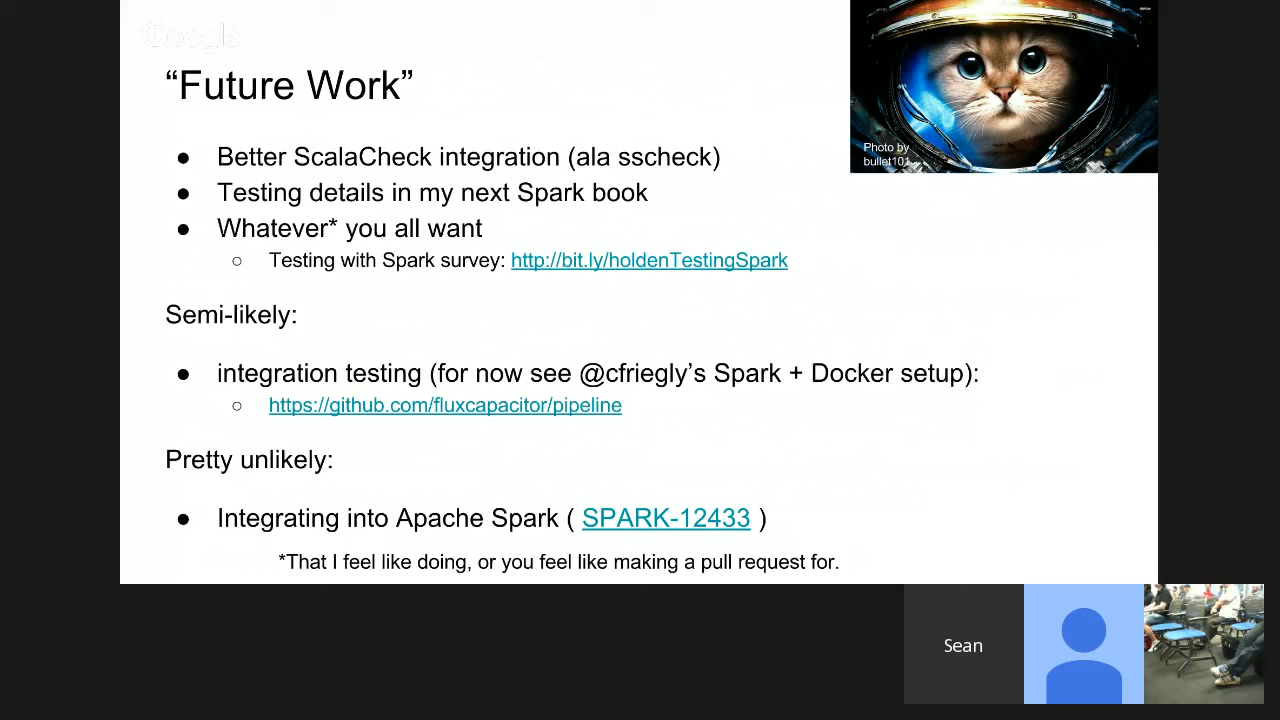 Google
“Future Work”
● Better ScalaCheck integration (ala sscheck)
● Testing details in my next Spark book
● Whatever* you all want
○ Testing with Spark survey: http://bit.ly/holdenTestingSpark
Semi-likely:
● integration testing (for now see @cfriegly’s Spark + Docker setup):
○ https://github.com/fluxcapacitor/pipeline
Pretty unlikely:
● Integrating into Apache Spark ( SPARK-12433 )
*That I feel like doing, or you feel like making a pull request for.
Photo by
bullet101
Sean